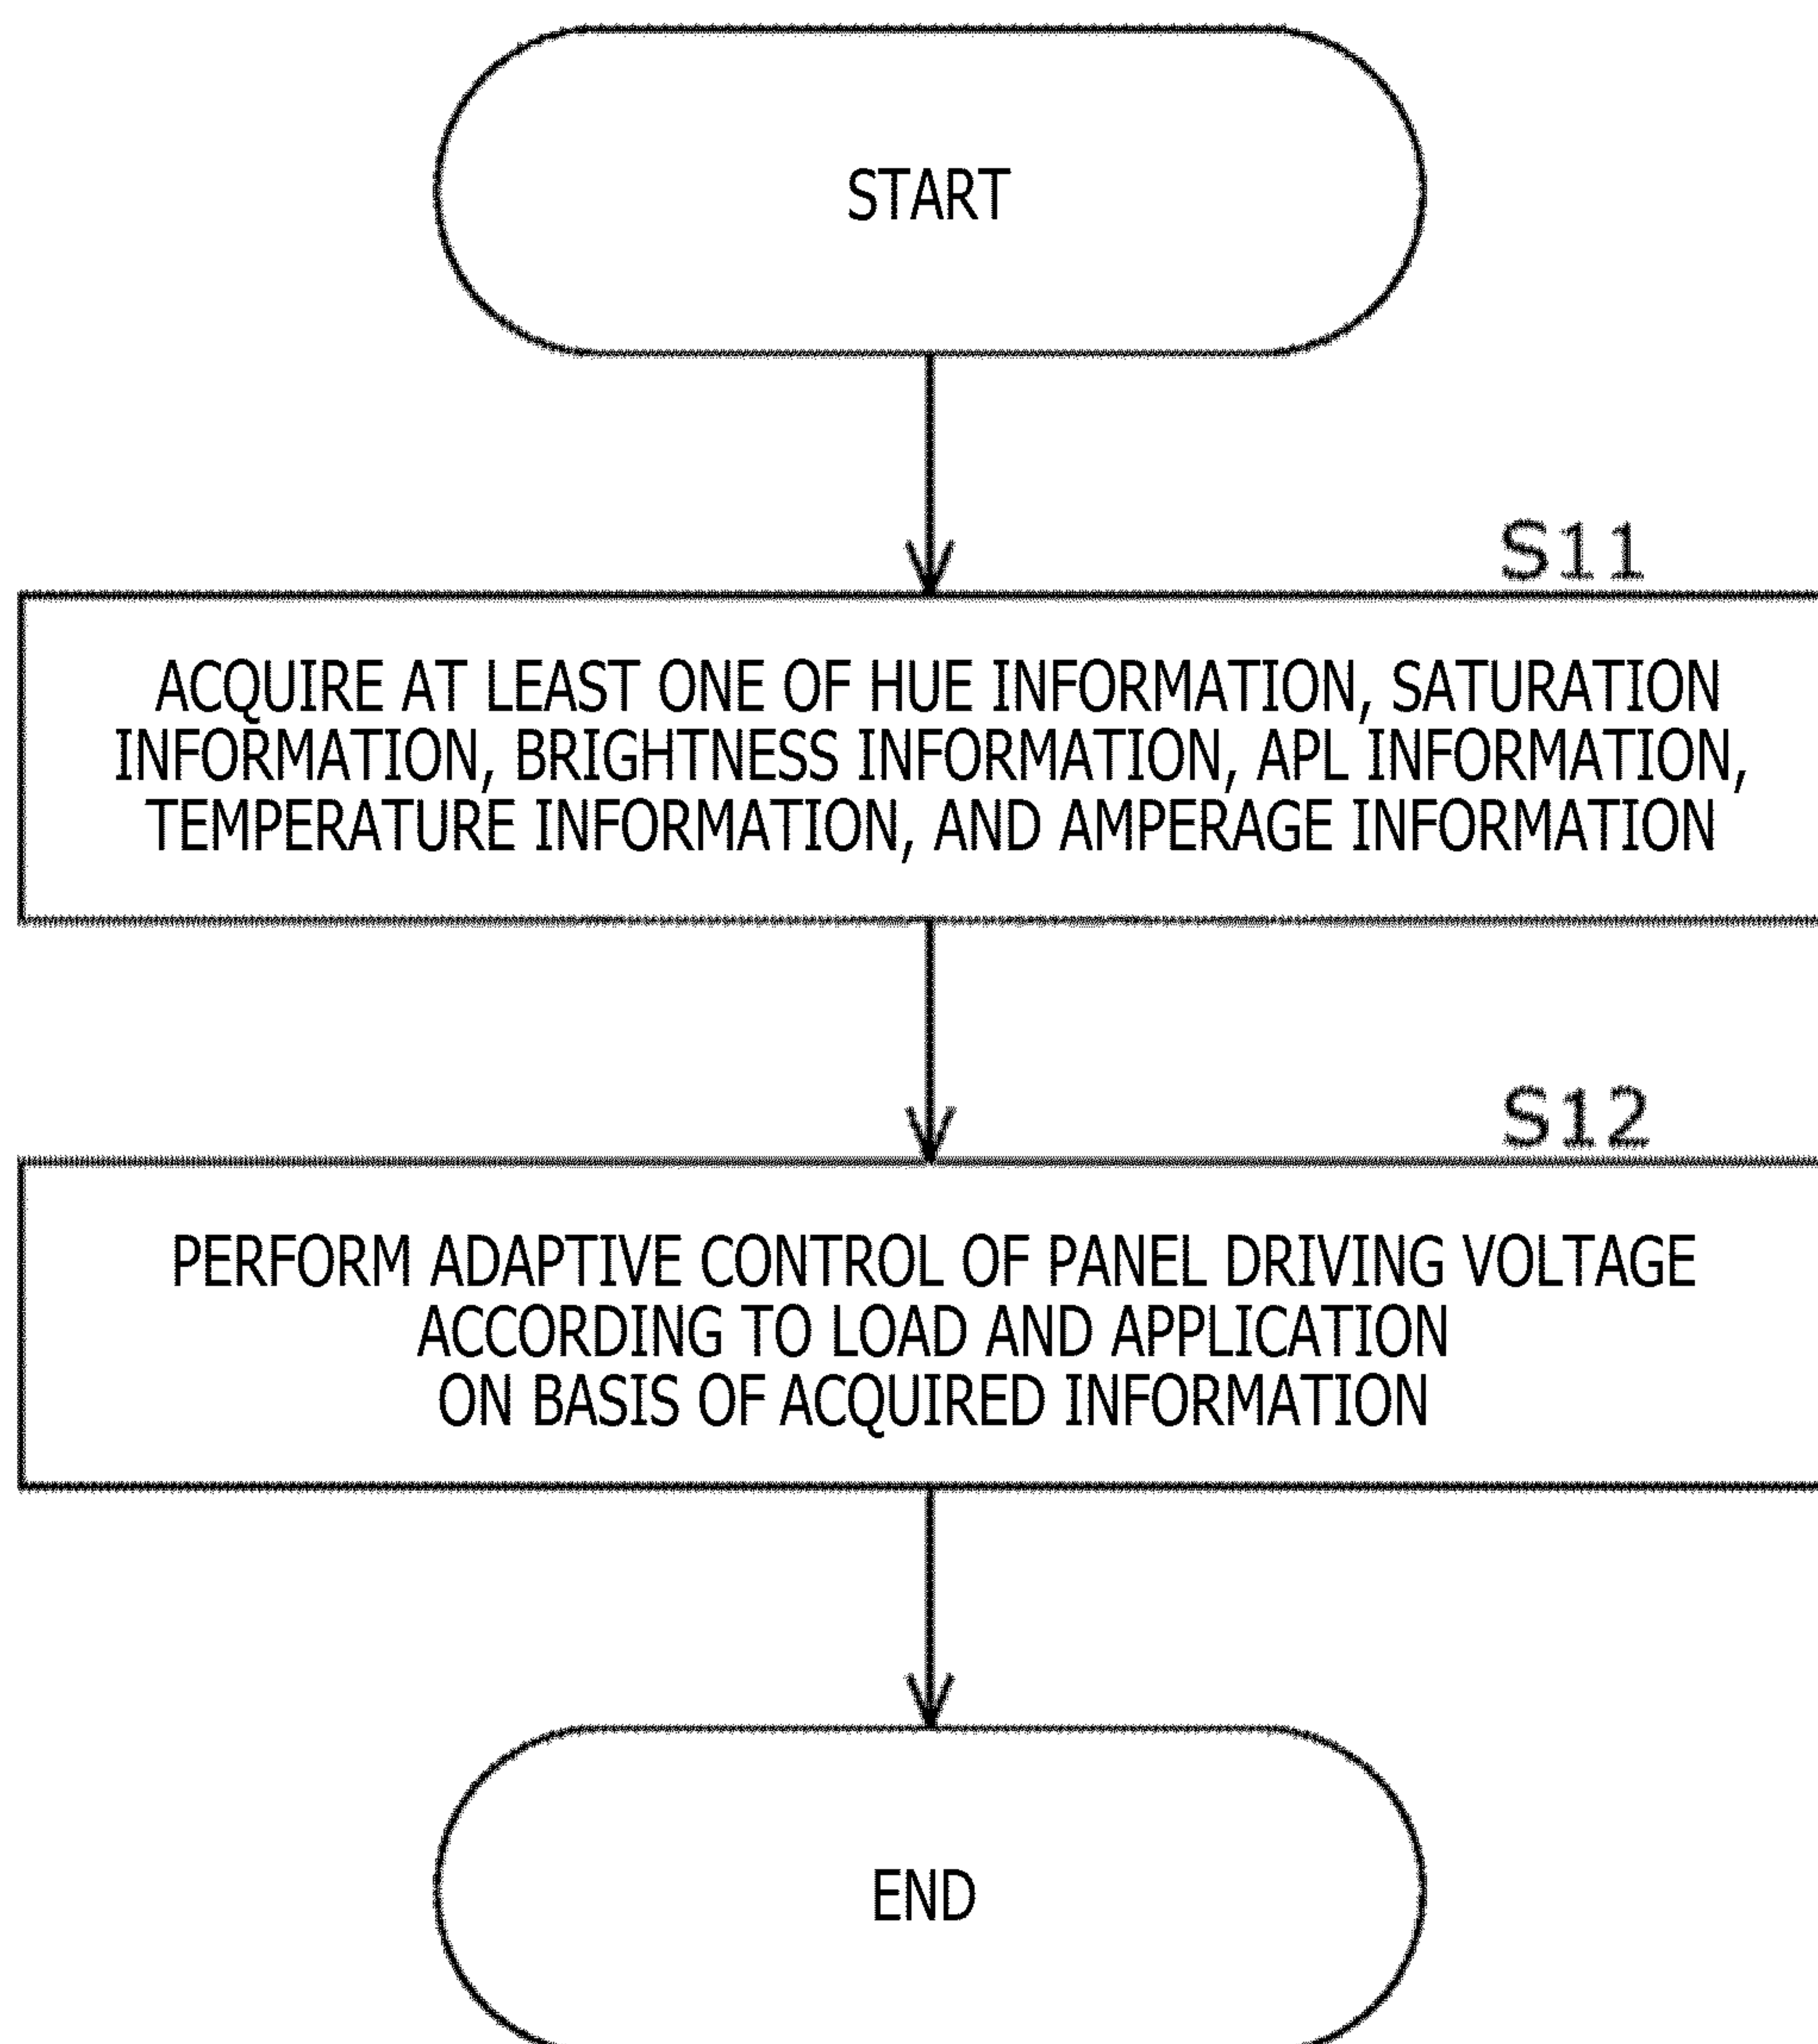 START
S11
ACQUIRE AT LEAST ONE OF HUE INFORMATION, SATURATION
INFORMATION, BRIGHTNESS INFORMATION, APL INFORMATION,
TEMPERATURE INFORMATION, AND AMPERAGE INFORMATION
S12
PERFORM ADAPTIVE CONTROL OF PANEL DRIVING VOLTAGE
ACCORDING TO LOAD AND APPLICATION
ON BASIS OF ACQUIRED INFORMATION
END